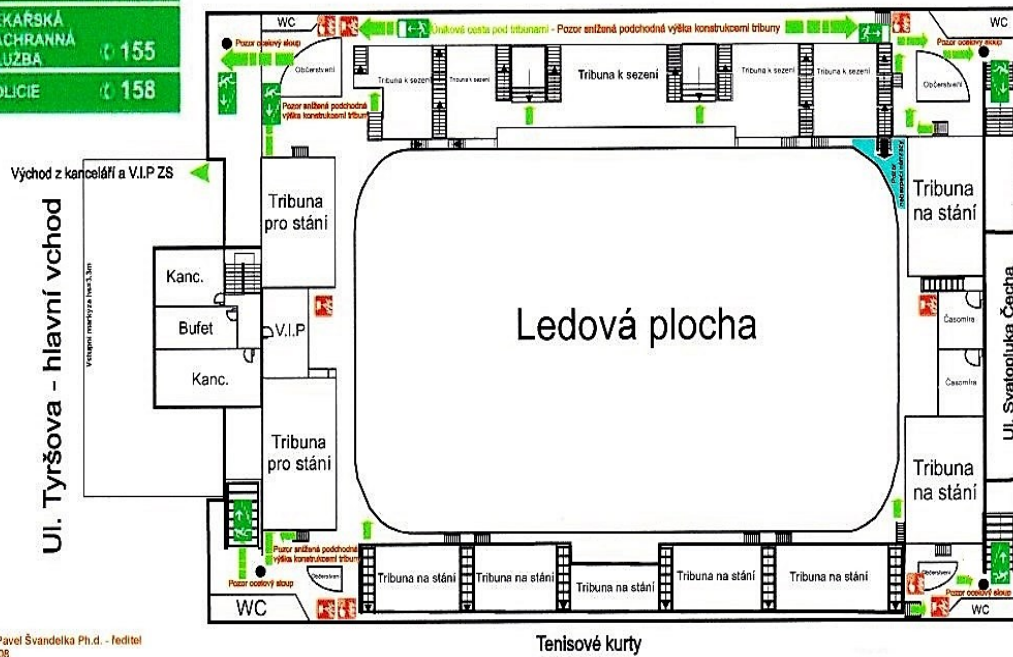 EKAŘSKÁ
ACHRANNÁ
LUŽBA
✆ 155
OLICIE
✆ 158
WC
Úniková cesta pod tribunami - Pozor snížená podchodná výška konstrukcemi tribuny
WC
Pozor ocelový sloup
Pozor ocelový sloup
Občerstvení
Tribuna k sezení
Tribuna k sezení
Tribuna k sezení
Tribuna k sezení
Tribuna k sezení
Občerstvení
Pozor snížená podchodná
výška konstrukcemi tribun
Východ z kanceláří a V.I.P ZS
Tribuna
pro stání
Pozor
Tribuna
na stání
Ul. Tyršova - hlavní vchod
Kanc.
Bufet
V.I.P
Kanc.
Ledová plocha
Časomíra
Časomíra
Ul. Svatopluka Čecha
Tribuna
pro stání
Tribuna
na stání
Pozor snížená podchodná
výška konstrukcemi tribun
Pozor ocelový sloup
Občerstvení
Tribuna na stání
Tribuna na stání
Tribuna na stání
Tribuna na stání
Tribuna na stání
Občerstvení
Pozor ocelový sloup
WC
WC
Tenisové kurty
Pavel Švandelka Ph.d. - ředitel
08